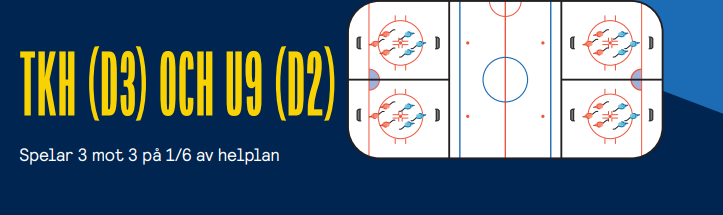 TKH (D3) OCH U9 (D2)
Spelar 3 mot 3 på 1/6 av helplan